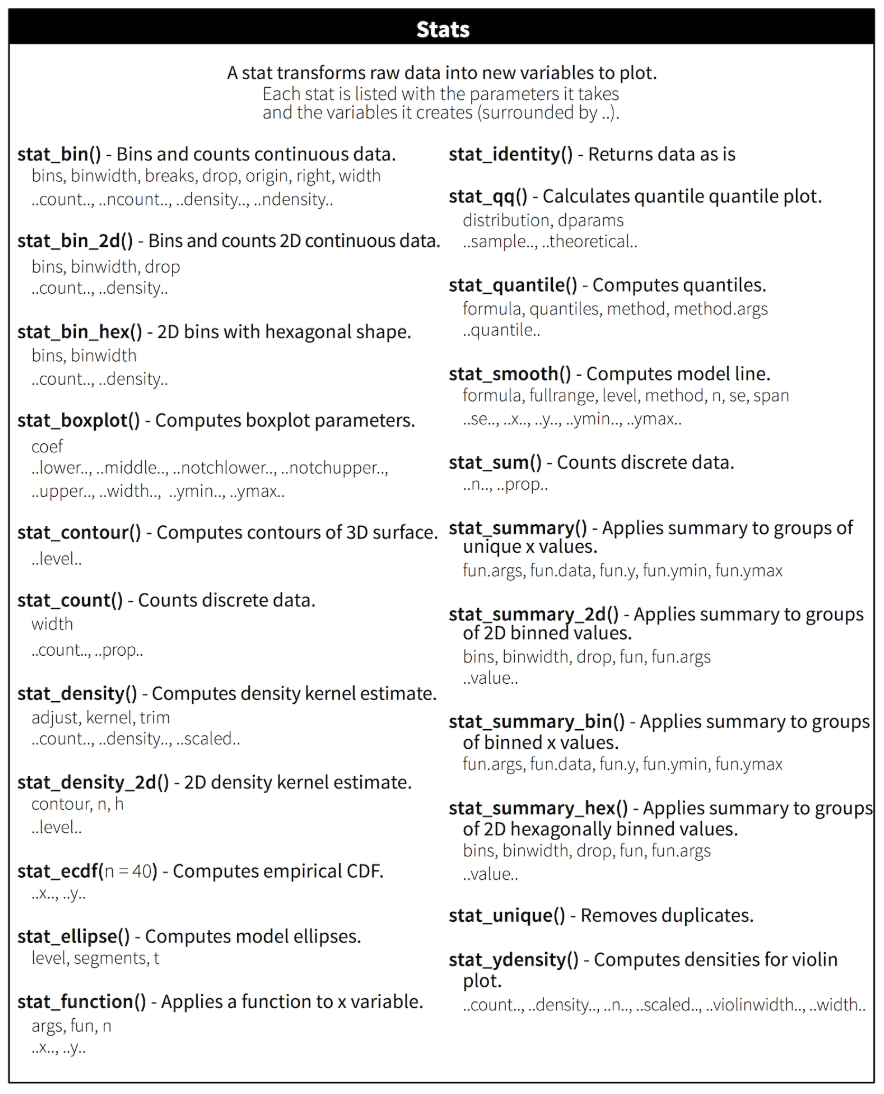 Stats
A stat transforms raw data into new variables to plot.
Each stat is listed with the parameters it takes
and the variables it creates (surrounded by ..).
stat_bin() - Bins and counts continuous data.
bins, binwidth, breaks, drop, origin, right, width
..count.., ..ncount.., ..density.., ..ndensity..
stat_bin_2d() - Bins and counts 2D continuous data.
bins, binwidth, drop
..count.., ..density..
stat_bin_hex() - 2D bins with hexagonal shape.
bins, binwidth
..count.., ..density..
stat_boxplot() - Computes boxplot parameters.
coef
..lower.., ..middle.., ..notchlower.., ..notchupper..,
..upper.., ..width.., ..ymin.., ..ymax..
stat_contour() - Computes contours of 3D surface.
..level..
stat_count() - Counts discrete data.
width
..count.., ..prop..
stat_density() - Computes density kernel estimate.
adjust, kernel, trim
..count.., ..density.., ..scaled..
stat_density_2d() - 2D density kernel estimate.
contour, n, h
..level..
stat_ecdf(n = 40) - Computes empirical CDF.
..x.., ..y..
stat_ellipse() - Computes model ellipses.
level, segments, t
stat_function() - Applies a function to x variable.
args, fun, n
..x.., ..y..
stat_identity() - Returns data as is
stat_qq() - Calculates quantile quantile plot.
distribution, dparams
..sample.., ..theoretical..
stat_quantile() - Computes quantiles.
formula, quantiles, method, method.args
..quantile..
stat_smooth() - Computes model line.
formula, fullrange, level, method, n, se, span
..se.., ..x.., ..y.., ..ymin.., ..ymax..
stat_sum() - Counts discrete data.
..n.., ..prop..
stat_summary() - Applies summary to groups of
unique x values.
fun.args, fun.data, fun.y, fun.ymin, fun.ymax
stat_summary_2d() - Applies summary to groups
of 2D binned values.
bins, binwidth, drop, fun, fun.args
..value..
stat_summary_bin() - Applies summary to groups
of binned x values.
fun.args, fun.data, fun.y, fun.ymin, fun.ymax
stat_summary_hex() - Applies summary to groups
of 2D hexagonally binned values.
bins, binwidth, drop, fun, fun.args
..value..
stat_unique() - Removes duplicates.
stat_ydensity() - Computes densities for violin
plot.
..count.., ..density.., ..n.., ..scaled.., ..violinwidth.., ..width..